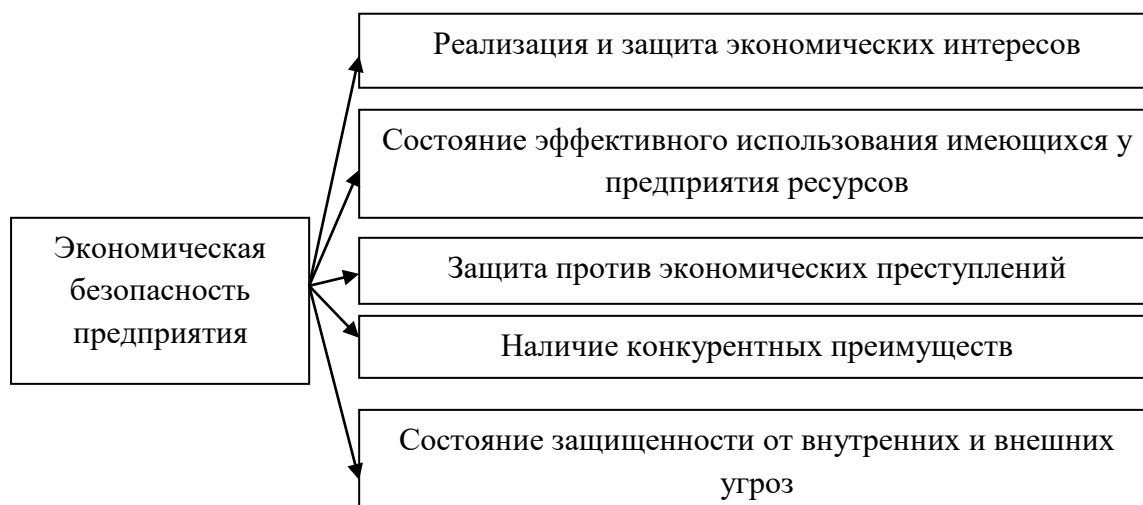 Реализация и защита экономических интересов
Состояние эффективного использования имеющихся у
предприятия ресурсов
Экономическая
безопасность
предприятия
Защита против экономических преступлений
Наличие конкурентных преимуществ
Состояние защищенности от внутренних и внешних
угроз